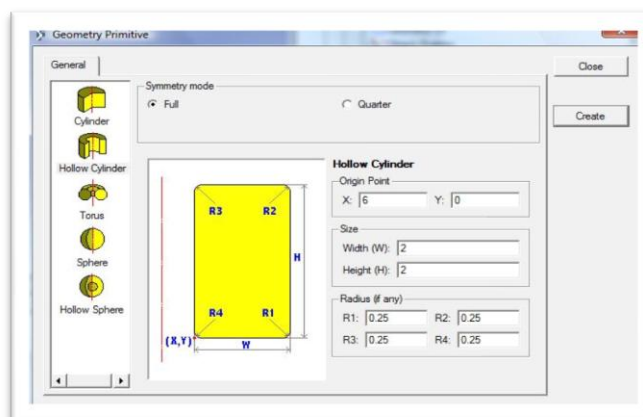 Geometry Primitive
General
Close
Create
Symmetry mode
Full
Quarter
Cylinder
Hollow Cylinder
Torus
Sphere
Hollow Sphere
R3 R2
H
R4 R1
(X,Y)
W
Hollow Cylinder
Origin Point
X: 6 Y: 0
Size
Width (W): 2
Height (H): 2
Radius (if any)
R1: 0.25 R2: 0.25
R3: 0.25 R4: 0.25